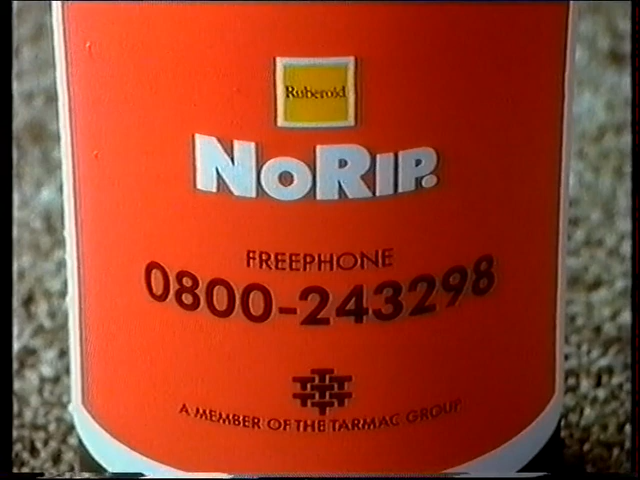 Ruberoid
NoRip.
FREEPHONE
0800-243298
A MEMBER OF THE TARMAC GROUP